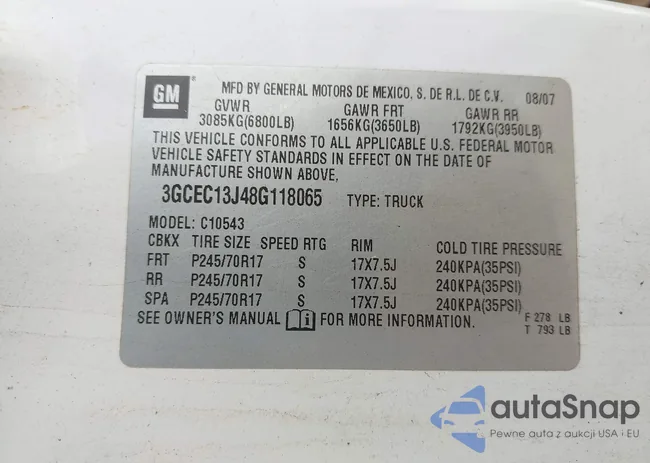 GM
MFD BY GENERAL MOTORS DE MEXICO, S. DE R.L. DE C.V. 08/07
GVWR GAWR FRT GAWR RR
3085KG(6800LB) 1656KG(3650LB) 1792KG(3950LB)
THIS VEHICLE CONFORMS TO ALL APPLICABLE U.S. FEDERAL MOTOR
VEHICLE SAFETY STANDARDS IN EFFECT ON THE DATE OF
MANUFACTURE SHOWN ABOVE,
3GCEC13J48G118065 TYPE: TRUCK
MODEL: C10543
CBKX TIRE SIZE SPEED RTG RIM COLD TIRE PRESSURE
FRT P245/70R17 S 17X7.5J 240KPA(35PSI)
RR P245/70R17 S 17X7.5J 240KPA(35PSI)
SPA P245/70R17 S 17X7.5J 240KPA(35PSI)
SEE OWNER'S MANUAL FOR MORE INFORMATION.
F 278 LB
T 793 LB
autaSnap
Pewne auta z aukcji USA i EU